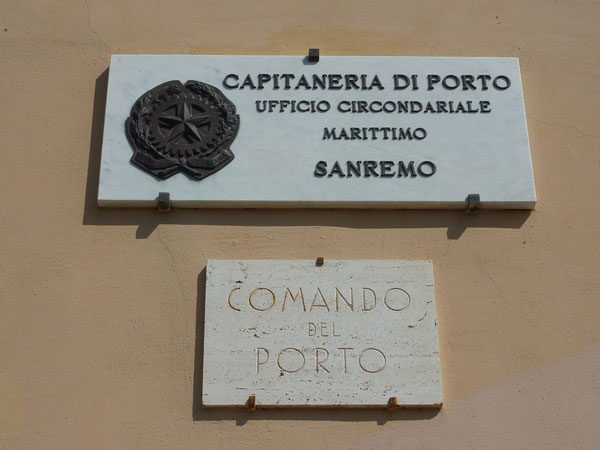 CAPITANERIA DI PORTO
UFFICIO CIRCONDARIALE
MARITTIMO
SANREMO
COMANDO
DEL
PORTO